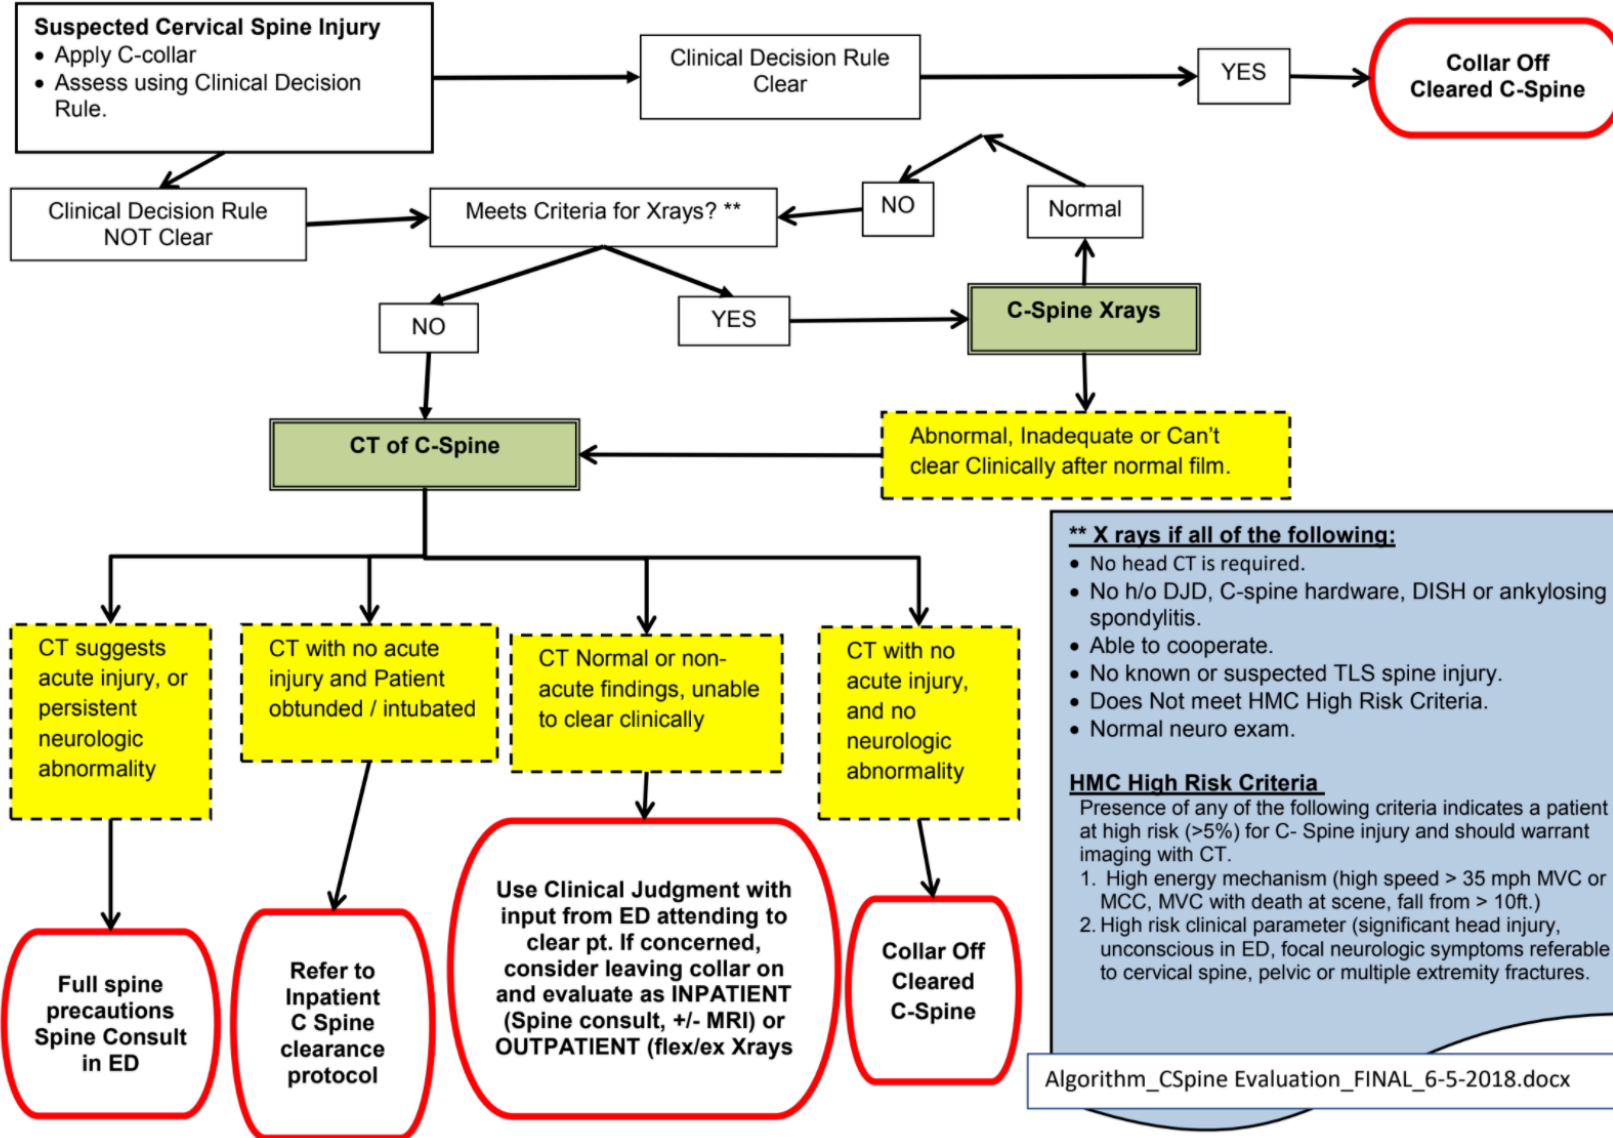 Suspected Cervical Spine Injury
• Apply C-collar
• Assess using Clinical Decision
Rule.
Clinical Decision Rule
Clear
YES
Collar Off
Cleared C-Spine
Clinical Decision Rule
NOT Clear
Meets Criteria for Xrays? **
NO
Normal
NO
YES
C-Spine Xrays
CT of C-Spine
Abnormal, Inadequate or Can't
clear Clinically after normal film.
CT suggests
acute injury, or
persistent
neurologic
abnormality
CT with no acute
injury and Patient
obtunded / intubated
CT Normal or non-
acute findings, unable
to clear clinically
CT with no
acute injury,
and no
neurologic
abnormality
Full spine
precautions
Spine Consult
in ED
Refer to
Inpatient
C Spine
clearance
protocol
Use Clinical Judgment with
input from ED attending to
clear pt. If concerned,
consider leaving collar on
and evaluate as INPATIENT
(Spine consult, +/- MRI) or
OUTPATIENT (flex/ex Xrays
Collar Off
Cleared
C-Spine
** X rays if all of the following:
• No head CT is required.
• No h/o DJD, C-spine hardware, DISH or ankylosing
spondylitis.
• Able to cooperate.
• No known or suspected TLS spine injury.
• Does Not meet HMC High Risk Criteria.
• Normal neuro exam.
HMC High Risk Criteria
Presence of any of the following criteria indicates a patient
at high risk (>5%) for C- Spine injury and should warrant
imaging with CT.
1. High energy mechanism (high speed > 35 mph MVC or
MCC, MVC with death at scene, fall from > 10ft.)
2. High risk clinical parameter (significant head injury,
unconscious in ED, focal neurologic symptoms referable
to cervical spine, pelvic or multiple extremity fractures.
Algorithm_CSpine Evaluation_FINAL_6-5-2018.docx